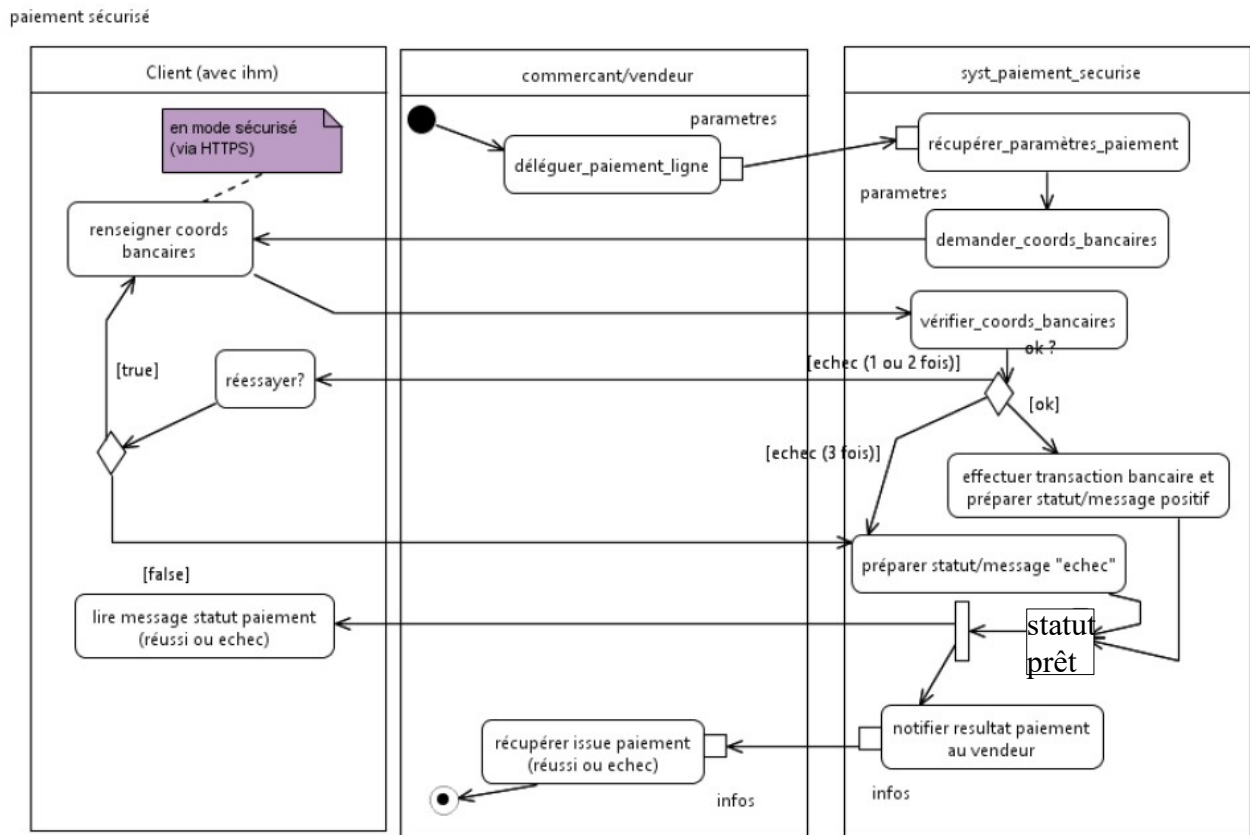 paiement sécurisé
Client (avec ihm)
commercant/vendeur
syst_paiement_securise
en mode sécurisé
(via HTTPS)
parametres
déléguer_paiement_ligne
récupérer_paramètres_paiement
parametres
renseigner coords
bancaires
demander_coords_bancaires
vérifier_coords_bancaires
ok ?
[echec (1 ou 2 fois)]
[true]
réessayer?
[ok]
[echec (3 fois)]
effectuer transaction bancaire et
préparer statut/message positif
préparer statut/message "echec"
[false]
lire message statut paiement
(réussi ou echec)
statut
prêt
notifier resultat paiement
au vendeur
récupérer issue paiement
(réussi ou echec)
infos
infos